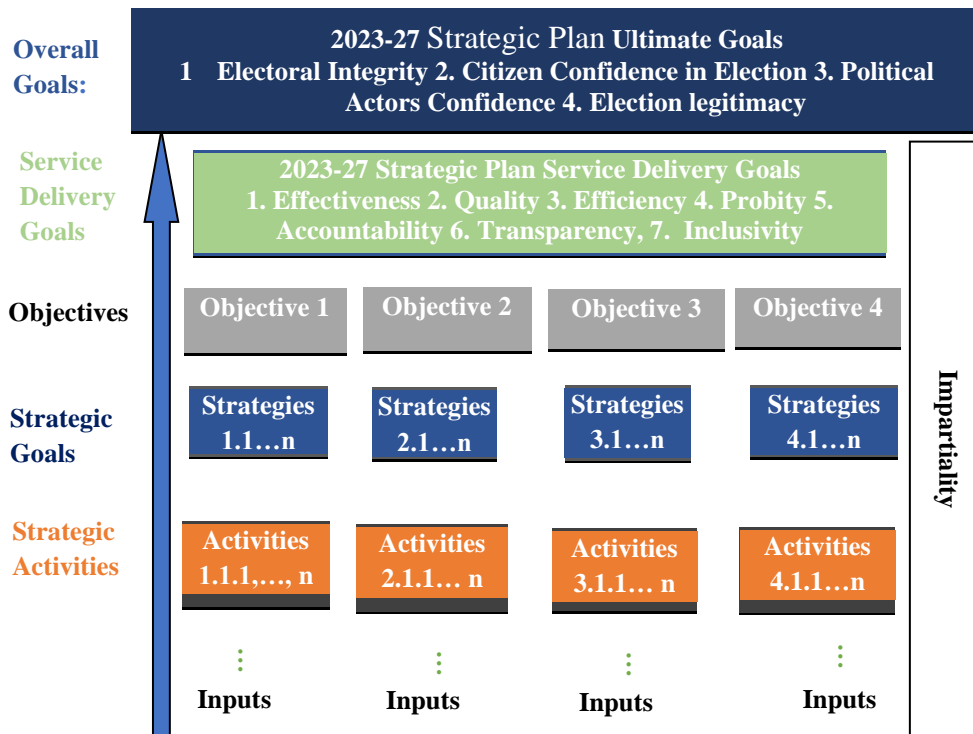 Overall
Goals:
2023-27 Strategic Plan Ultimate Goals
1 Electoral Integrity 2. Citizen Confidence in Election 3. Political
Actors Confidence 4. Election legitimacy
Service
Delivery
Goals
2023-27 Strategic Plan Service Delivery Goals
1. Effectiveness 2. Quality 3. Efficiency 4. Probity 5.
Accountability 6. Transparency, 7. Inclusivity
Objectives
Objective 1
Objective 2
Objective 3
Objective 4
Strategic
Goals
Strategies
1.1…n
Strategies
2.1…n
Strategies
3.1…n
Strategies
4.1…n
Strategic
Activities
Activities
1.1.1,…, n
Activities
2.1.1… n
Activities
3.1.1… n
Activities
4.1.1…n
⋮
⋮
⋮
⋮
Inputs
Inputs
Inputs
Inputs
Impartiality